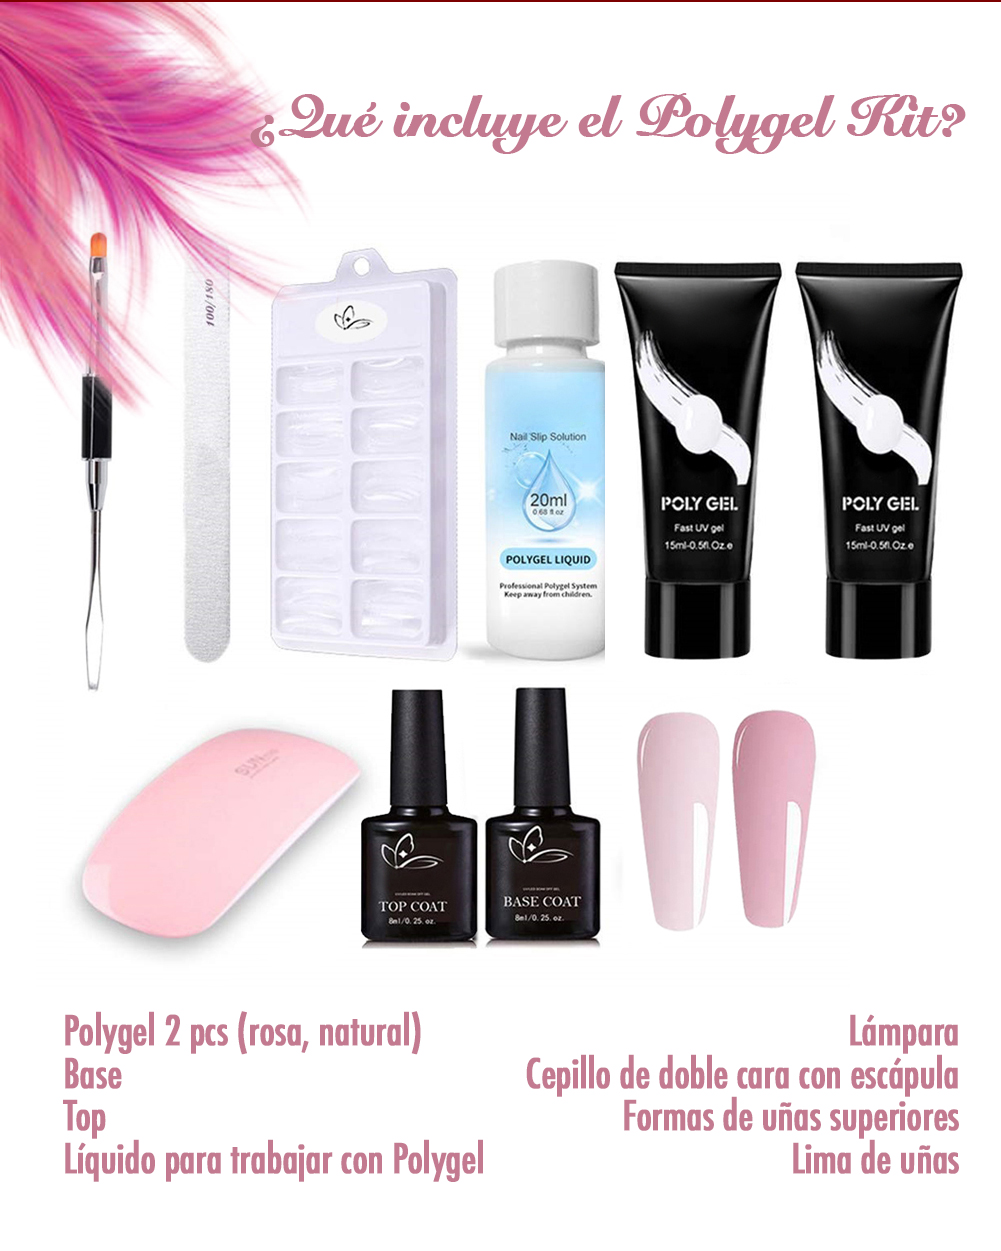 ¿Qué incluye el Polygel Kit?
100/180
Nail Slip Solution
20ml
0.68 fl oz
POLYGEL LIQUID
Professional Polygel System
Keep away from children.
POLY GEL
Fast UV gel
15ml-0.5fl.Oz.e
POLY GEL
Fast UV gel
15ml-0.5fl.Oz.e
SUN
TOP COAT
8ml/0. 25. oz.
BASE COAT
8ml/0. 25. oz.
Polygel 2 pcs (rosa, natural)
Base
Top
Líquido para trabajar con Polygel
Lámpara
Cepillo de doble cara con escápula
Formas de uñas superiores
Lima de uñas